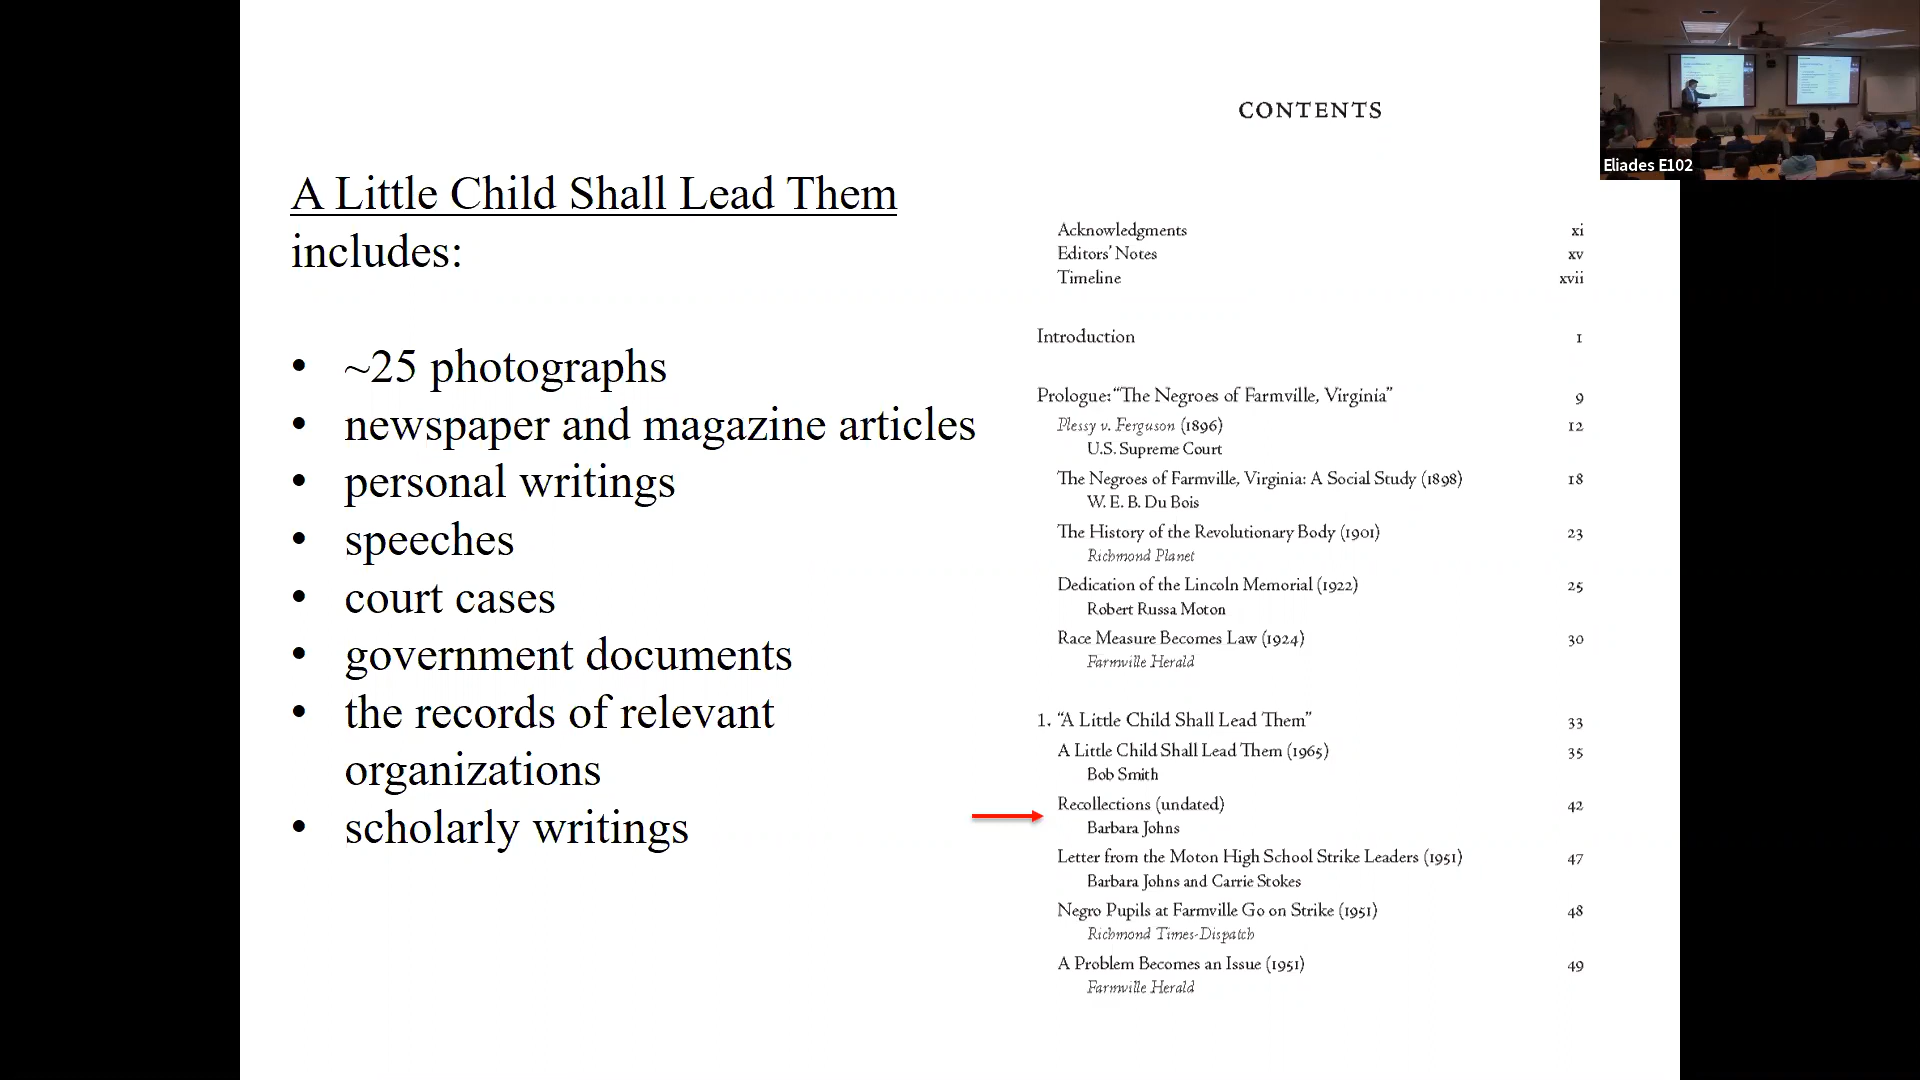 A Little Child Shall Lead Them
includes:
• ~25 photographs
• newspaper and magazine articles
• personal writings
• speeches
• court cases
• government documents
• the records of relevant
organizations
• scholarly writings
CONTENTS
Acknowledgments xi
Editors' Notes xv
Timeline xvii
Introduction 1
Prologue: “The Negroes of Farmville, Virginia” 9
Plessy v. Ferguson (1896) 12
U.S. Supreme Court
The Negroes of Farmville, Virginia: A Social Study (1898) 18
W. E. B. Du Bois
The History of the Revolutionary Body (1901) 23
Richmond Planet
Dedication of the Lincoln Memorial (1922) 25
Robert Russa Moton
Race Measure Becomes Law (1924) 30
Farmville Herald
1. “A Little Child Shall Lead Them” 33
A Little Child Shall Lead Them (1965) 35
Bob Smith
Recollections (undated) 42
Barbara Johns
Letter from the Moton High School Strike Leaders (1951) 47
Barbara Johns and Carrie Stokes
Negro Pupils at Farmville Go on Strike (1951) 48
Richmond Times-Dispatch
A Problem Becomes an Issue (1951) 49
Farmville Herald
Eliades E102